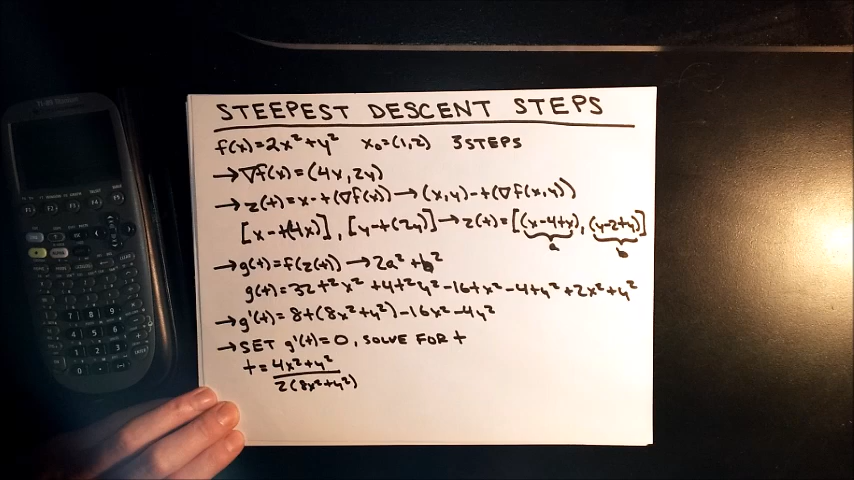 STEEPEST DESCENT STEPS
f(x)=2x²+y² x₀=(1,2) 3 STEPS
→∇f(x)=(4x,2y)
→z(t)=x-t(∇f(x))→(x,y)-t(∇f(x,y))
[x-t(4x)],[y-t(2y)]→z(t)=[(x-4tx),(y-2ty)]
a b
→g(t)=f(z(t))→2a²+b²
g(t)=32t²x²+4t²y²-16tx²-4ty²+2x²+y²
→g'(t)=8t(8x²+y²)-16x²-4y²
→SET g'(t)=0, SOLVE FOR t
t=4x²+y²
2(8x²+y²)